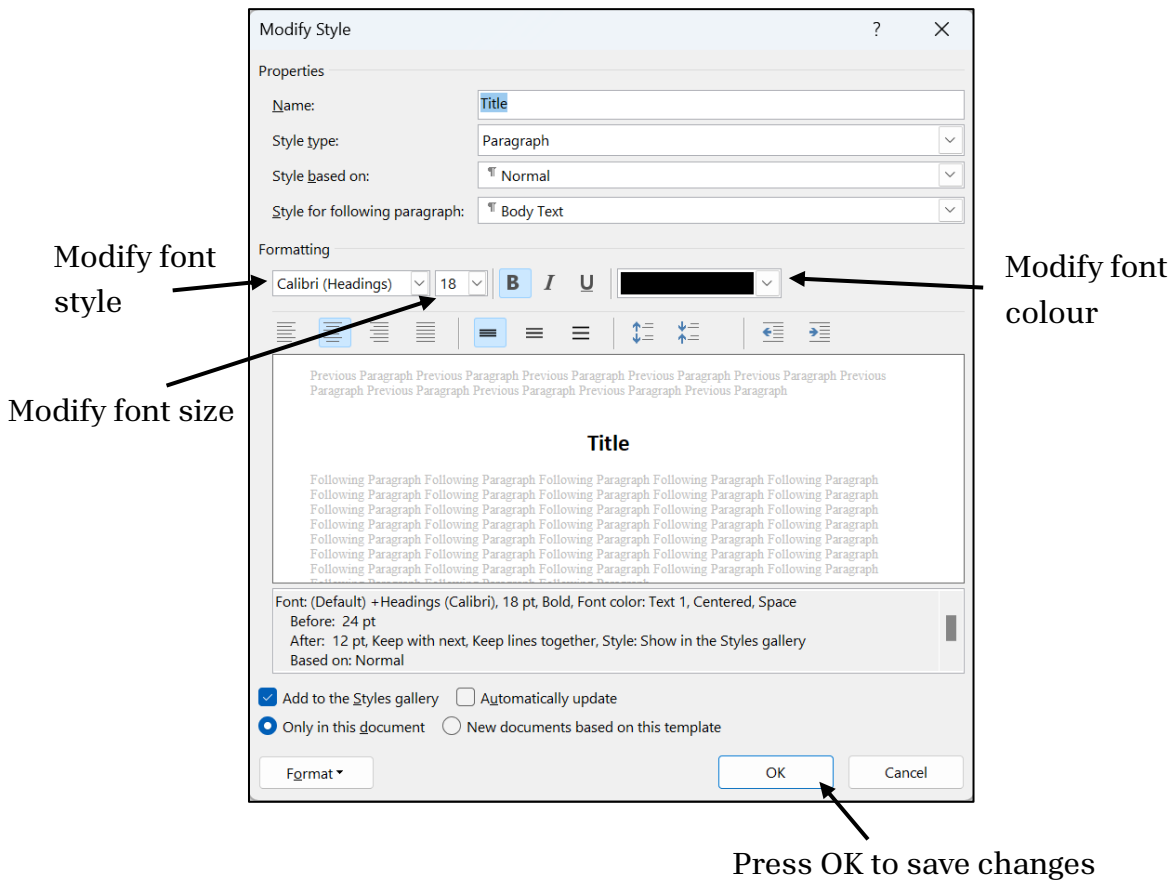 Modify Style
?
Properties
Name:
Title
Style type:
Paragraph
Style based on:
¶ Normal
Style for following paragraph:
¶ Body Text
Formatting
Modify font
style
Calibri (Headings)
18
B
I
U
Modify font
colour
Modify font size
Previous Paragraph Previous Paragraph Previous Paragraph Previous Paragraph Previous Paragraph Previous
Paragraph Previous Paragraph Previous Paragraph Previous Paragraph Previous Paragraph
Title
Following Paragraph Following Paragraph Following Paragraph Following Paragraph Following Paragraph
Following Paragraph Following Paragraph Following Paragraph Following Paragraph Following Paragraph
Following Paragraph Following Paragraph Following Paragraph Following Paragraph Following Paragraph
Following Paragraph Following Paragraph Following Paragraph Following Paragraph Following Paragraph
Following Paragraph Following Paragraph Following Paragraph Following Paragraph Following Paragraph
Following Paragraph Following Paragraph Following Paragraph Following Paragraph Following Paragraph
Following Paragraph Following Paragraph Following Paragraph Following Paragraph Following Paragraph
Following Paragraph Following Paragraph Following Paragraph
Font: (Default) +Headings (Calibri), 18 pt, Bold, Font color: Text 1, Centered, Space
Before: 24 pt
After: 12 pt, Keep with next, Keep lines together, Style: Show in the Styles gallery
Based on: Normal
Add to the Styles gallery
Automatically update
Only in this document
New documents based on this template
Format
OK
Cancel
Press OK to save changes